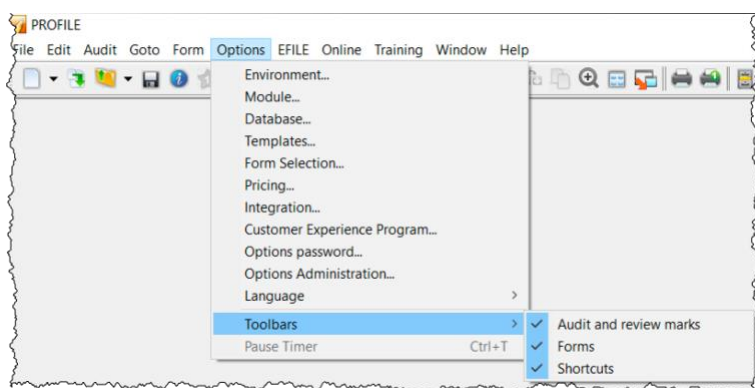 PROFILE
File Edit Audit Goto Form Options EFILE Online Training Window Help
Environment...
Module...
Database...
Templates...
Form Selection...
Pricing...
Integration...
Customer Experience Program...
Options password...
Options Administration...
Language
Toolbars
Audit and review marks
Pause Timer Ctrl+T
Forms
Shortcuts